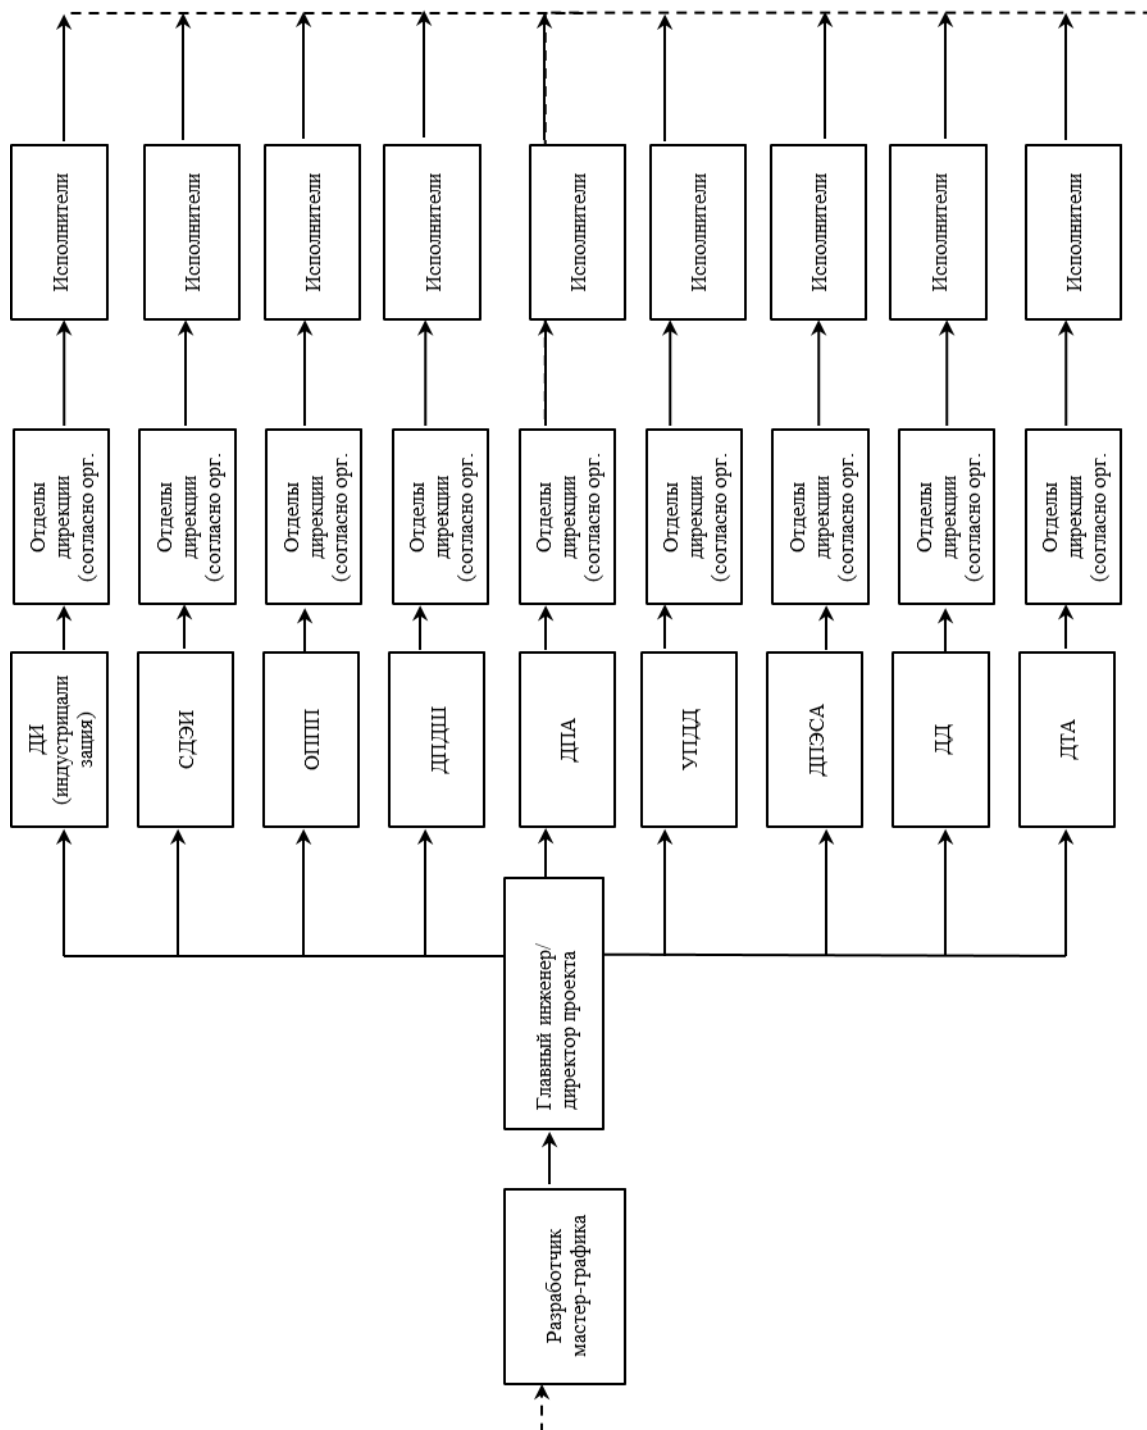 Разработчик
мастер-графика
Главный инженер/
директор проекта
ДИ
(индустрицали
зация)
Отделы
дирекции
(согласно орг.
Исполнители
СДЭИ
Отделы
дирекции
(согласно орг.
Исполнители
ОППП
Отделы
дирекции
(согласно орг.
Исполнители
ДПДШ
Отделы
дирекции
(согласно орг.
Исполнители
ДПА
Отделы
дирекции
(согласно орг.
Исполнители
УПДД
Отделы
дирекции
(согласно орг.
Исполнители
ДПЭСА
Отделы
дирекции
(согласно орг.
Исполнители
ДД
Отделы
дирекции
(согласно орг.
Исполнители
ДТА
Отделы
дирекции
(согласно орг.
Исполнители